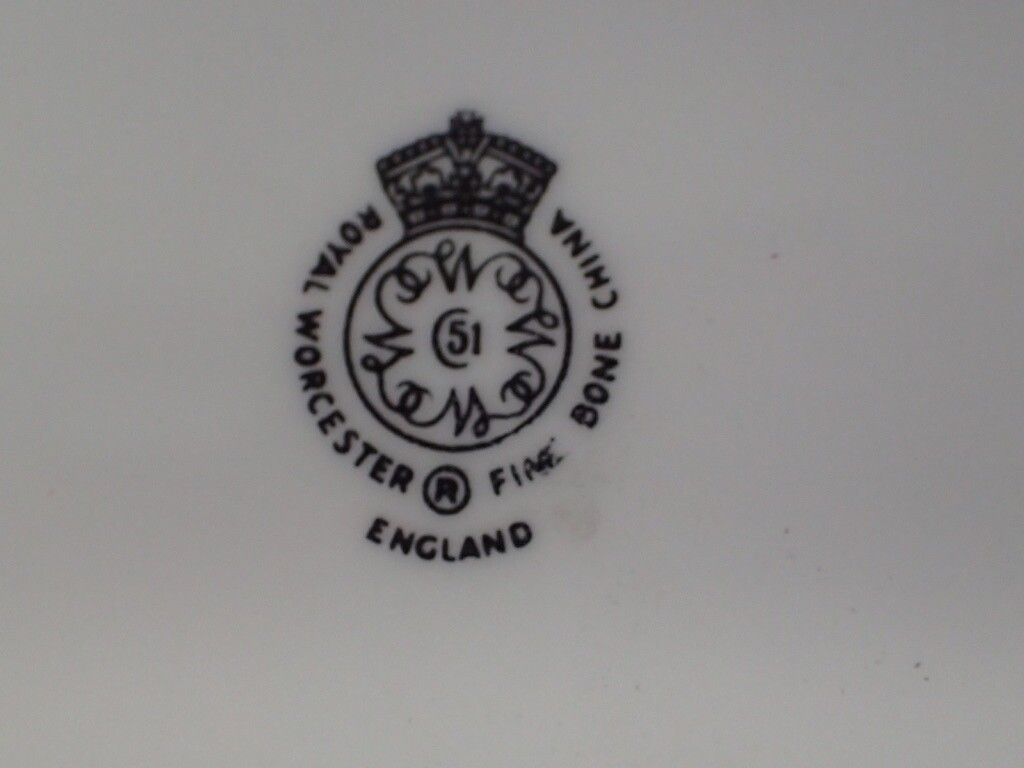 ROYAL WORCESTER ® FINE BONE CHINA
51
ENGLAND